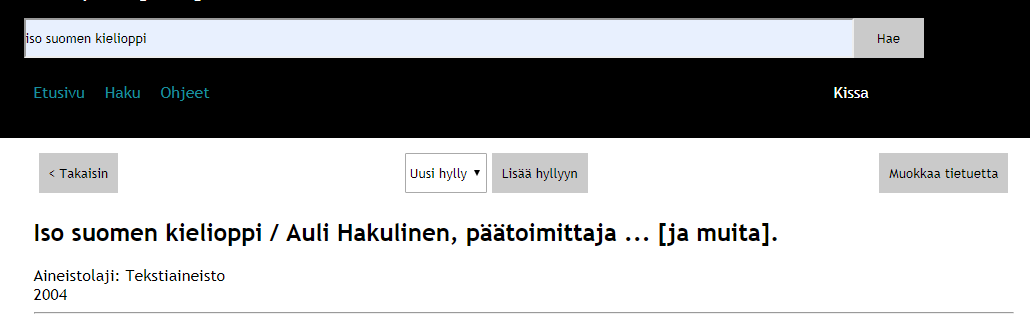 iso suomen kielioppi Hae
Etusivu Haku Ohjeet Kissa
< Takaisin Uusi hylly Lisää hyllyyn Muokkaa tietuetta
Iso suomen kielioppi / Auli Hakulinen, päätoimittaja ... [ja muita].
Aineistolaji: Tekstiaineisto
2004